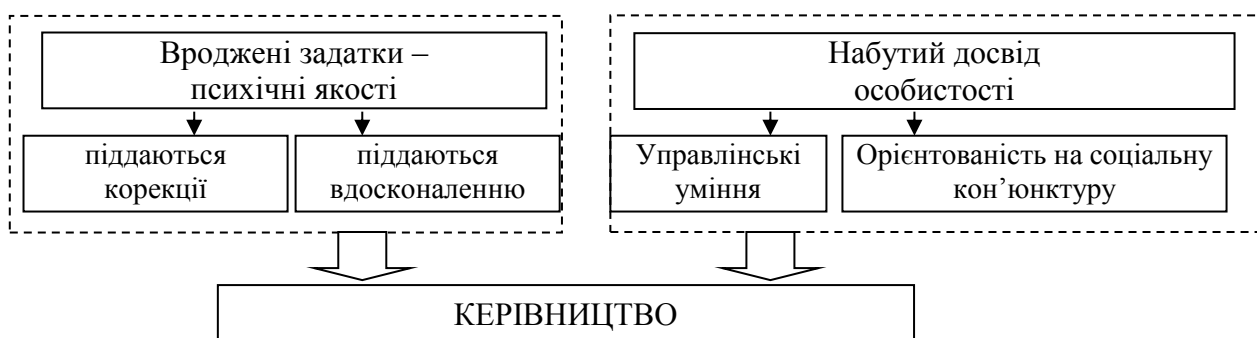 Вроджені задатки –
психічні якості
Набутий досвід
особистості
піддаються
корекції
піддаються
вдосконаленню
Управлінські
уміння
Орієнтованість на соціальну
кон’юнктуру
КЕРІВНИЦТВО